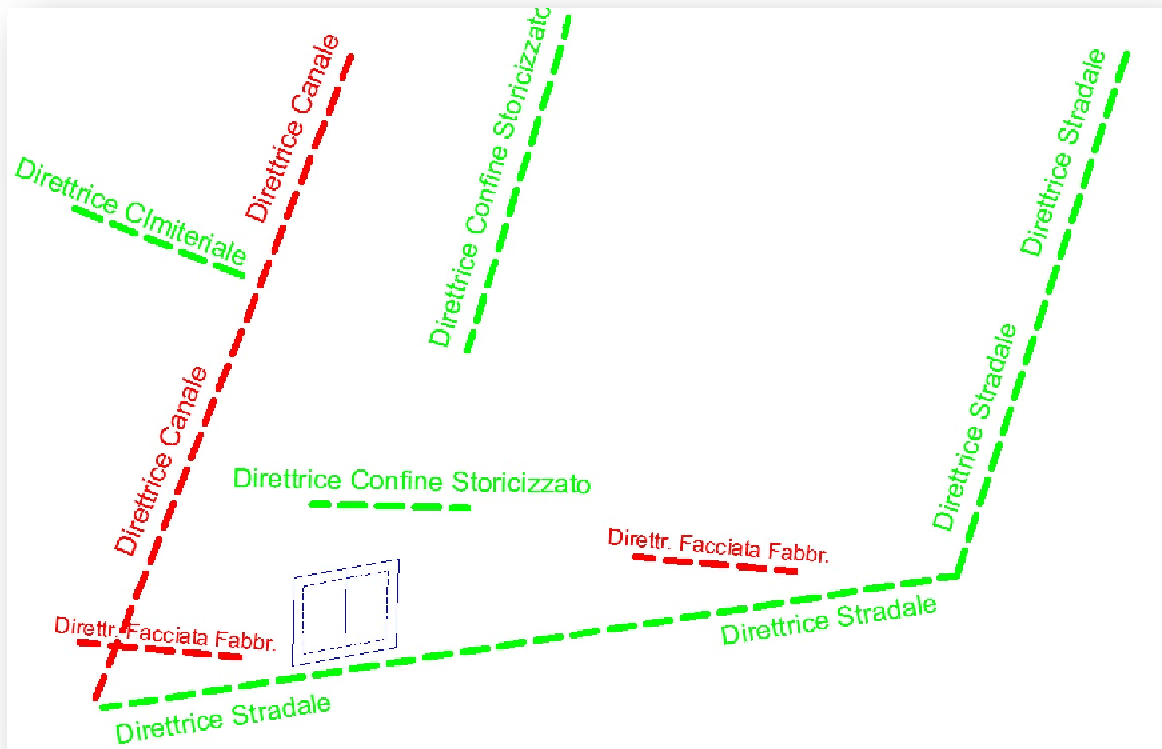 Direttrice Canale
Direttrice Confine Storicizzato
Direttrice Stradale
Direttrice CImiteriale
Direttrice Canale
Direttrice Stradale
Direttrice Confine Storicizzato
Direttr. Facciata Fabbr.
Direttr. Facciata Fabbr.
Direttrice Stradale
Direttrice Stradale